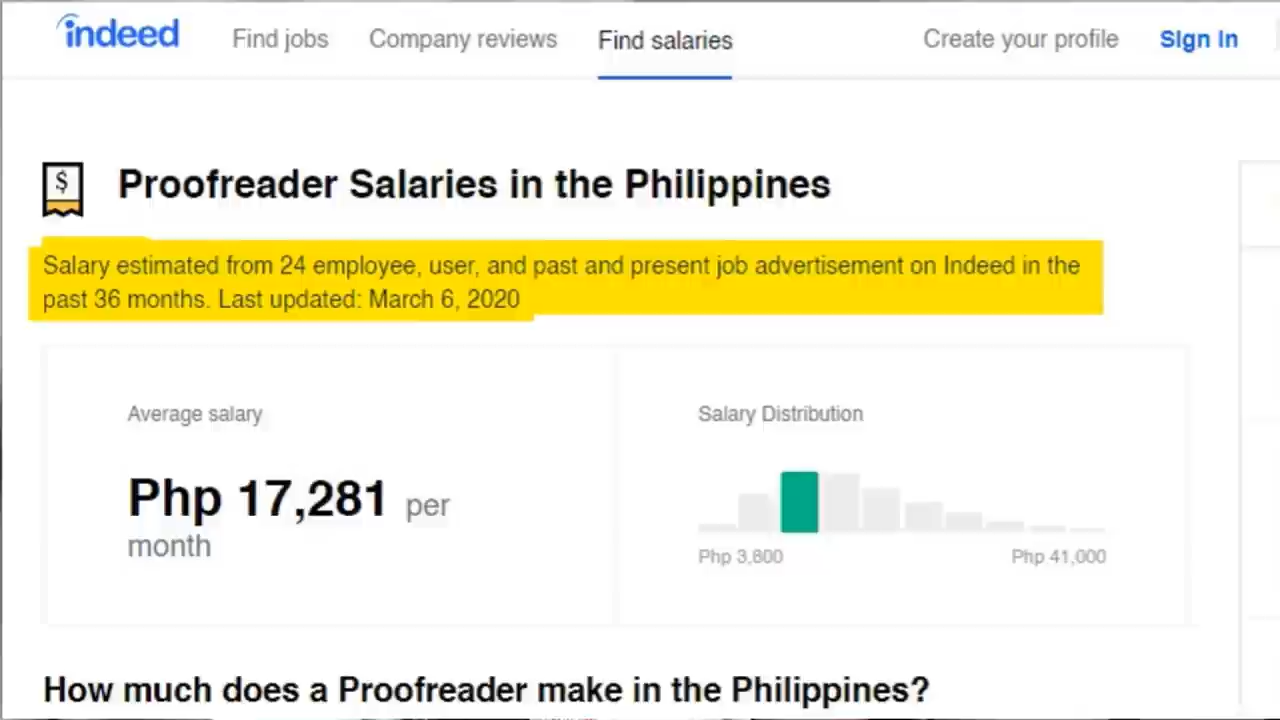 indeed Find jobs Company reviews Find salaries Create your profile Sign in
$
Proofreader Salaries in the Philippines
Salary estimated from 24 employee, user, and past and present job advertisement on Indeed in the
past 36 months. Last updated: March 6, 2020
Average salary
Php 17,281 per
month
Salary Distribution
Php 3,800 Php 41,000
How much does a Proofreader make in the Philippines?